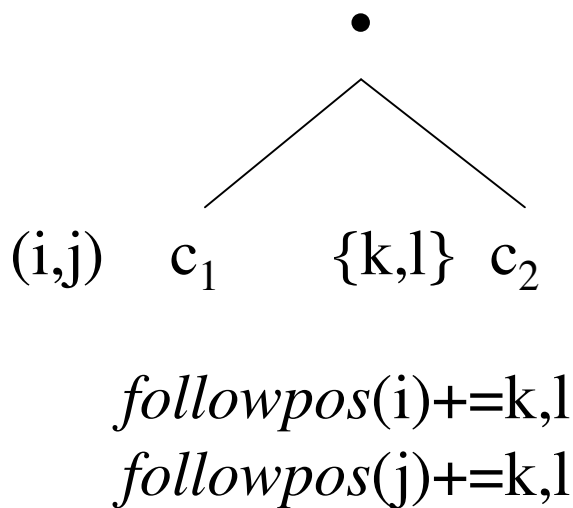 •
(i,j) c₁ {k,l} c₂
followpos(i)+=k,l
followpos(j)+=k,l